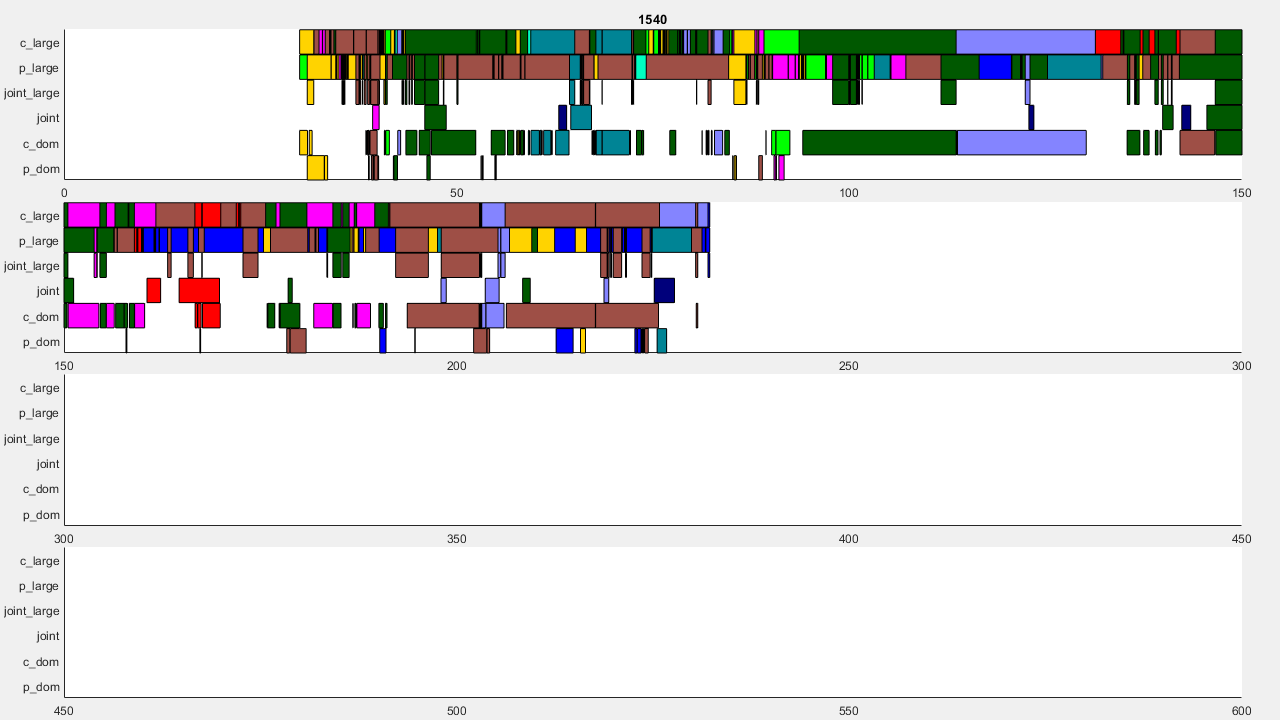 1540
c_large
p_large
joint_large
joint
c_dom
p_dom
0 50 100 150
c_large
p_large
joint_large
joint
c_dom
p_dom
150 200 250 300
c_large
p_large
joint_large
joint
c_dom
p_dom
300 350 400 450
c_large
p_large
joint_large
joint
c_dom
p_dom
450 500 550 600